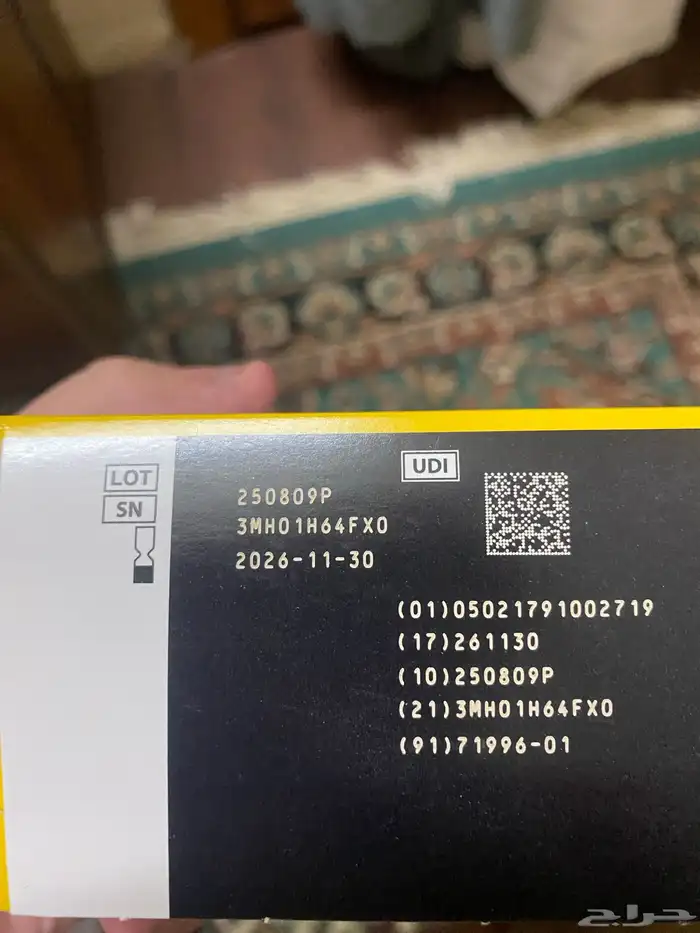 LOT
SN
250809P
3MH01H64FX0
2026-11-30
UDI
(01)05021791002719
(17)261130
(10)250809P
(21)3MH01H64FX0
(91)71996-01
حراج